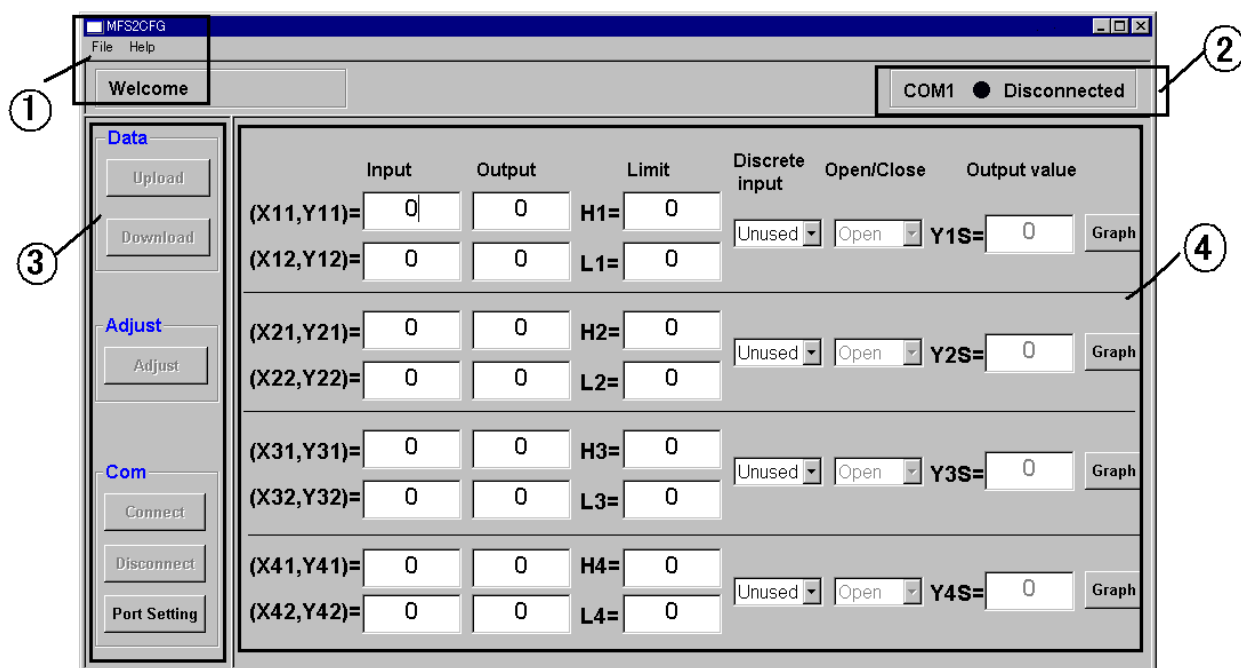 MFS2CFG
File Help
①
Welcome
COM1 ● Disconnected
②
Data
Upload
Download
③
Adjust
Adjust
Com
Connect
Disconnect
Port Setting
Input Output Limit Discrete input Open/Close Output value
(X11,Y11)= 0 0 H1= 0
Unused Open Y1S= 0 Graph
(X12,Y12)= 0 0 L1= 0
④
(X21,Y21)= 0 0 H2= 0
Unused Open Y2S= 0 Graph
(X22,Y22)= 0 0 L2= 0
(X31,Y31)= 0 0 H3= 0
Unused Open Y3S= 0 Graph
(X32,Y32)= 0 0 L3= 0
(X41,Y41)= 0 0 H4= 0
Unused Open Y4S= 0 Graph
(X42,Y42)= 0 0 L4= 0